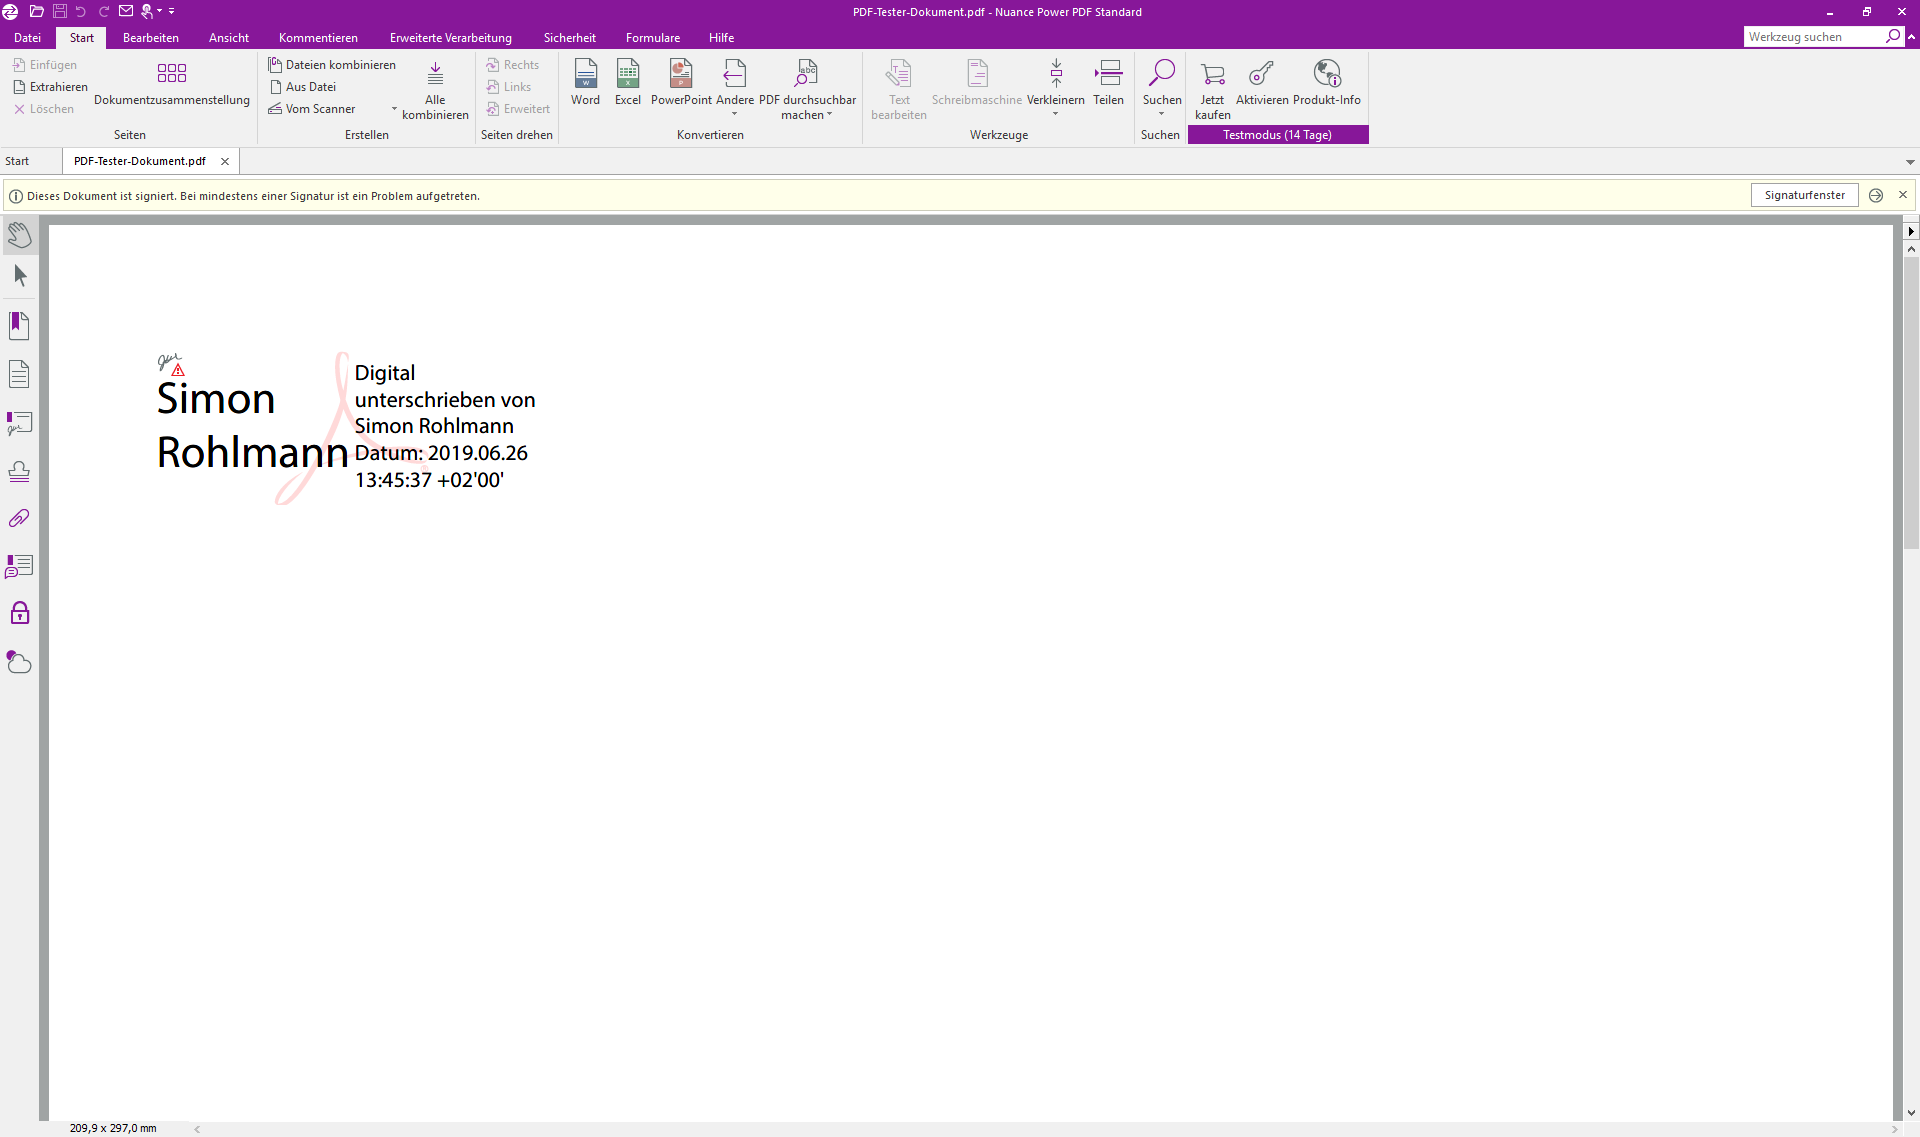 PDF-Tester-Dokument.pdf - Nuance Power PDF Standard
Datei Start Bearbeiten Ansicht Kommentieren Erweiterte Verarbeitung Sicherheit Formulare Hilfe
Werkzeug suchen
Einfügen
Extrahieren
Löschen
Dokumentzusammenstellung
Seiten
Dateien kombinieren
Aus Datei
Vom Scanner
Alle
kombinieren
Erstellen
Rechts
Links
Erweitert
Seiten drehen
Word
Excel
PowerPoint
Andere
PDF durchsuchbar
machen
Konvertieren
Text
bearbeiten
Schreibmaschine
Verkleinern
Teilen
Werkzeuge
Suchen
Suchen
Jetzt
kaufen
Aktivieren
Produkt-Info
Testmodus (14 Tage)
Start
PDF-Tester-Dokument.pdf
Dieses Dokument ist signiert. Bei mindestens einer Signatur ist ein Problem aufgetreten.
Signaturfenster
Simon
Rohlmann
Digital
unterschrieben von
Simon Rohlmann
Datum: 2019.06.26
13:45:37 +02'00'
209,9 x 297,0 mm